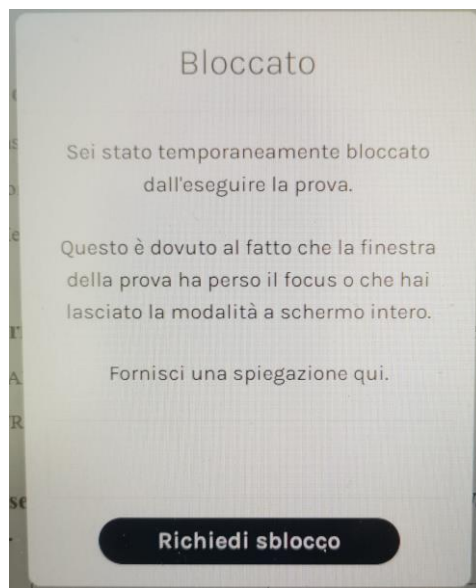 Bloccato
Sei stato temporaneamente bloccato
dall'eseguire la prova.
Questo è dovuto al fatto che la finestra
della prova ha perso il focus o che hai
lasciato la modalità a schermo intero.
Fornisci una spiegazione qui.
Richiedi sblocco